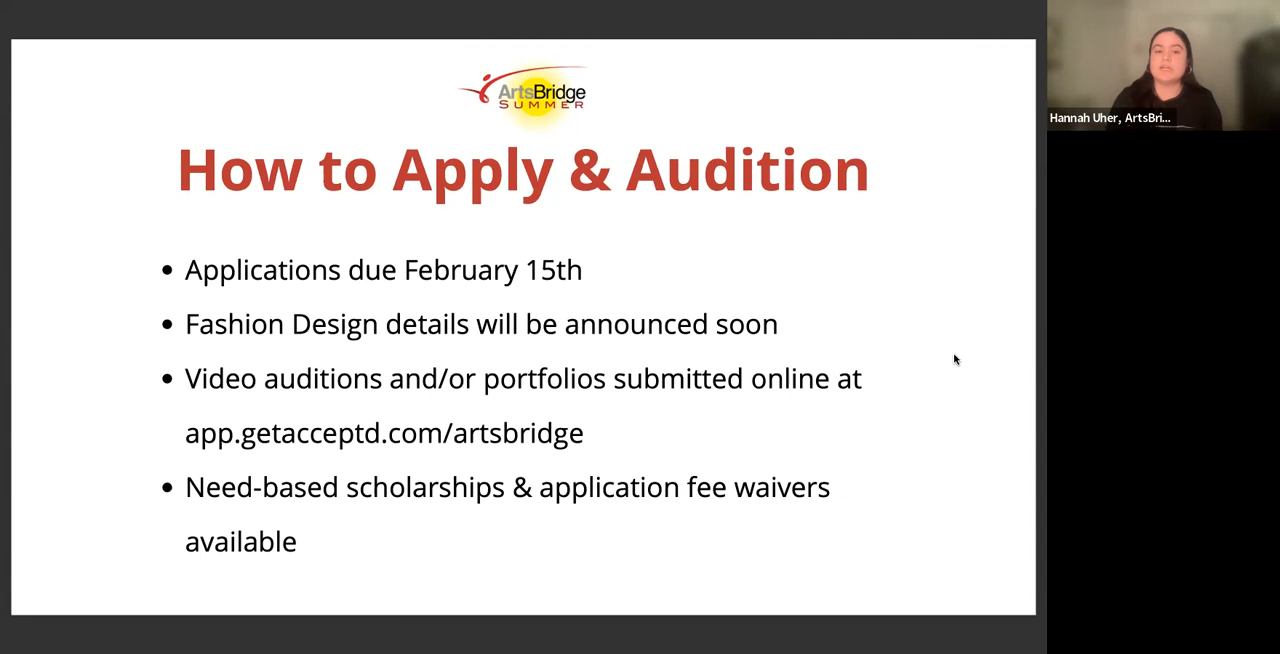 ArtsBridge
SUMMER
How to Apply & Audition
• Applications due February 15th
• Fashion Design details will be announced soon
• Video auditions and/or portfolios submitted online at
app.getacceptd.com/artsbridge
• Need-based scholarships & application fee waivers
available
Hannah Uher, ArtsBri...